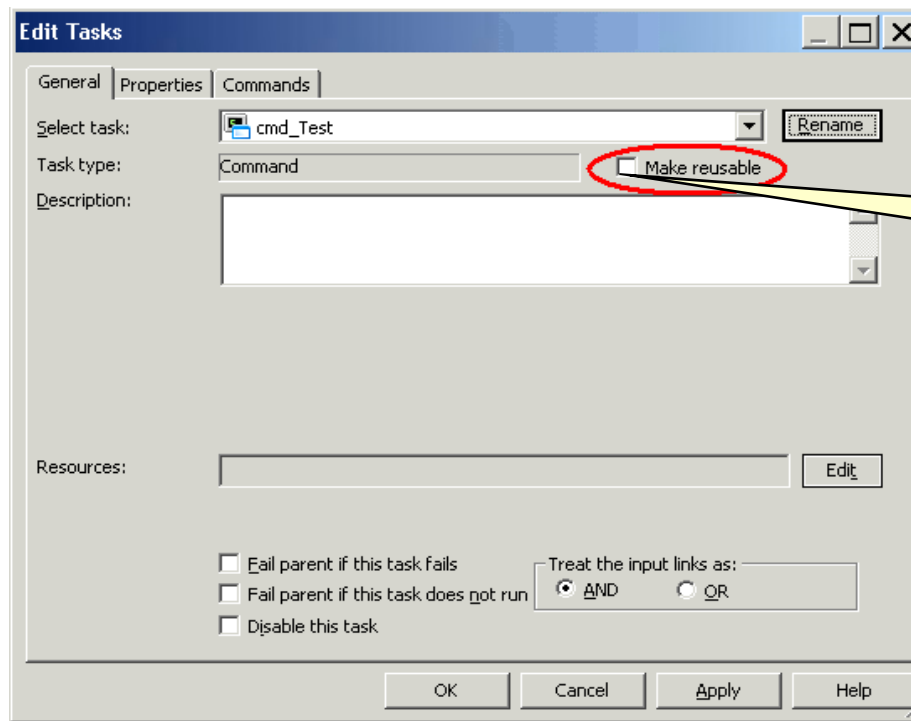 Edit Tasks
General Properties Commands
Select task: cmd_Test Rename
Task type: Command Make reusable
Description:
Resources: Edit
Fail parent if this task fails
Treat the input links as:
Fail parent if this task does not run
AND OR
Disable this task
OK Cancel Apply Help